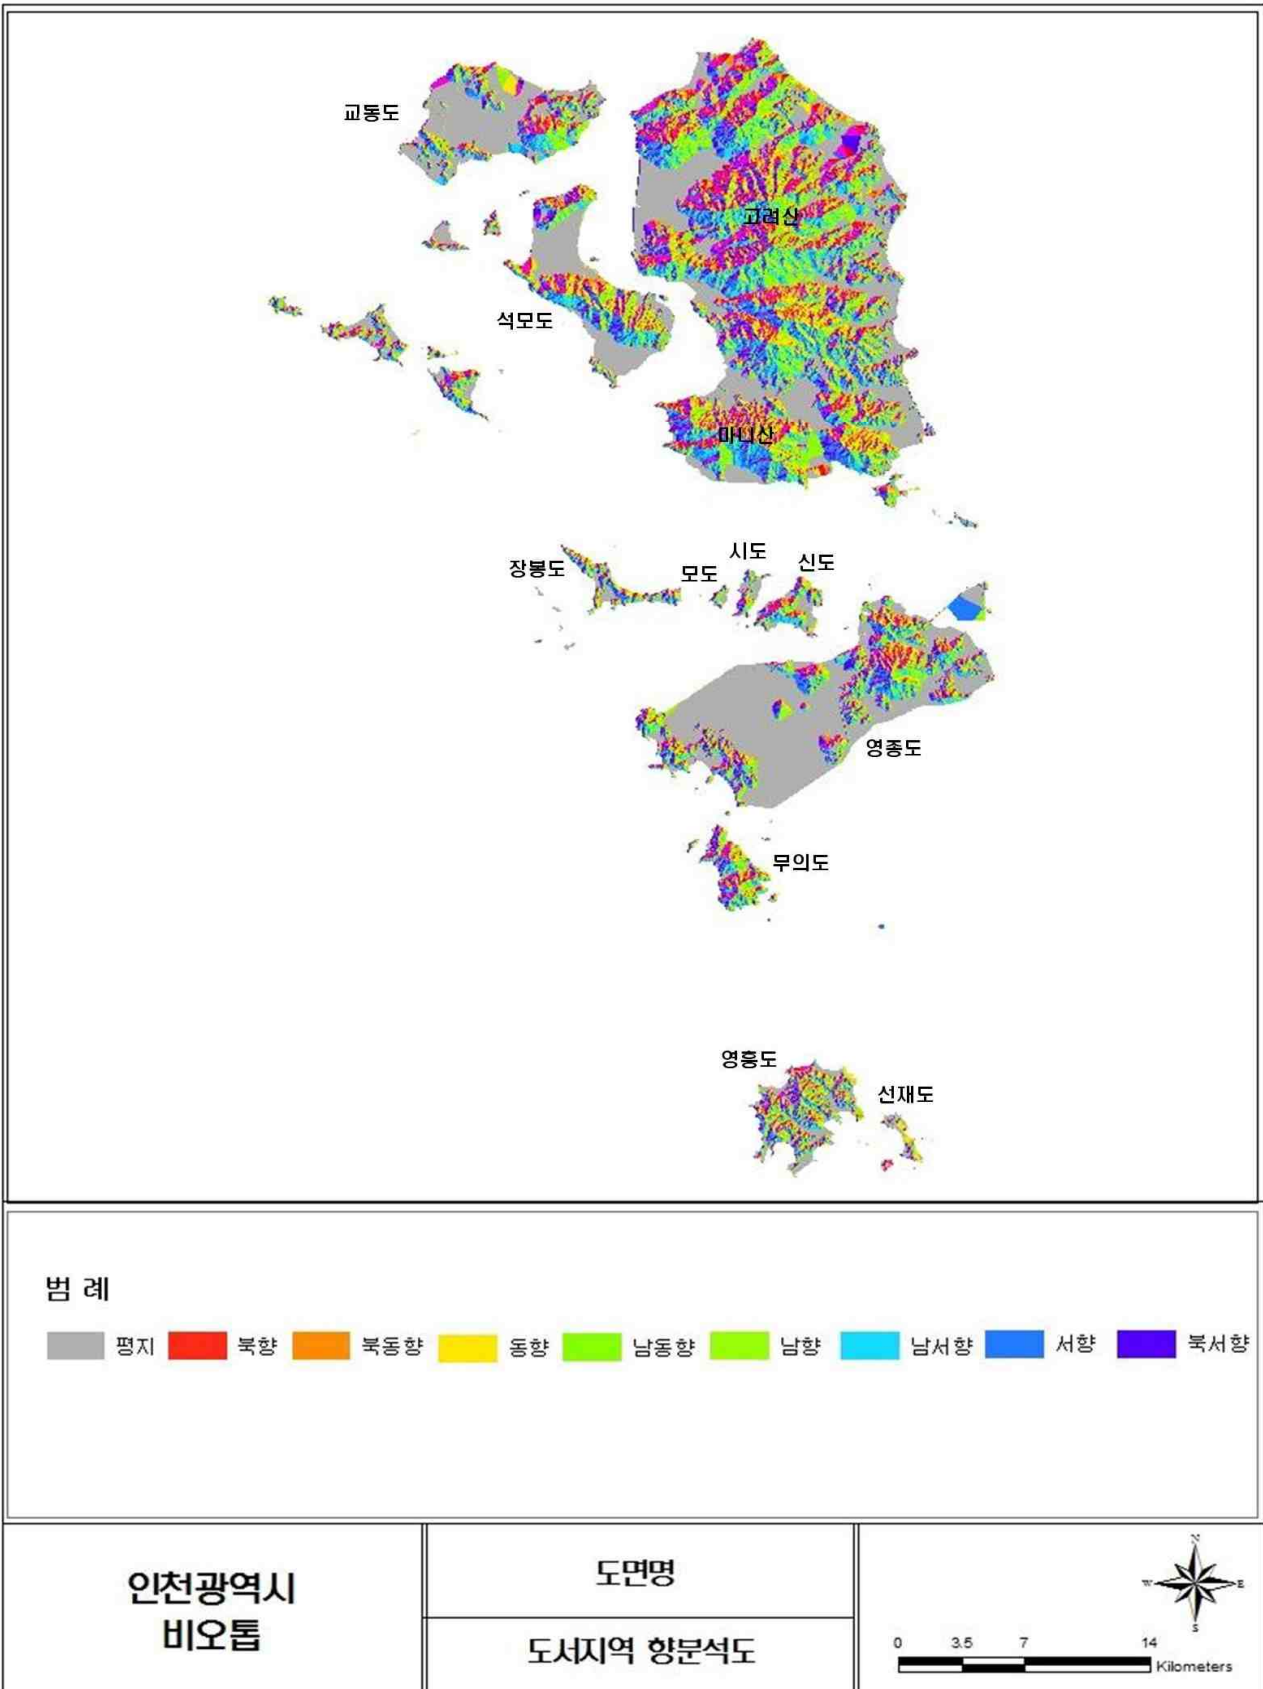 교동도
고려산
석모도
마니산
장봉도
모도
시도
신도
영종도
무의도
영흥도
선재도
범 례
평지 북향 북동향 동향 남동향 남향 남서향 서향 북서향
인천광역시
비오톱
도면명
도서지역 향분석도
N
W E
S
0 3.5 7 14
Kilometers